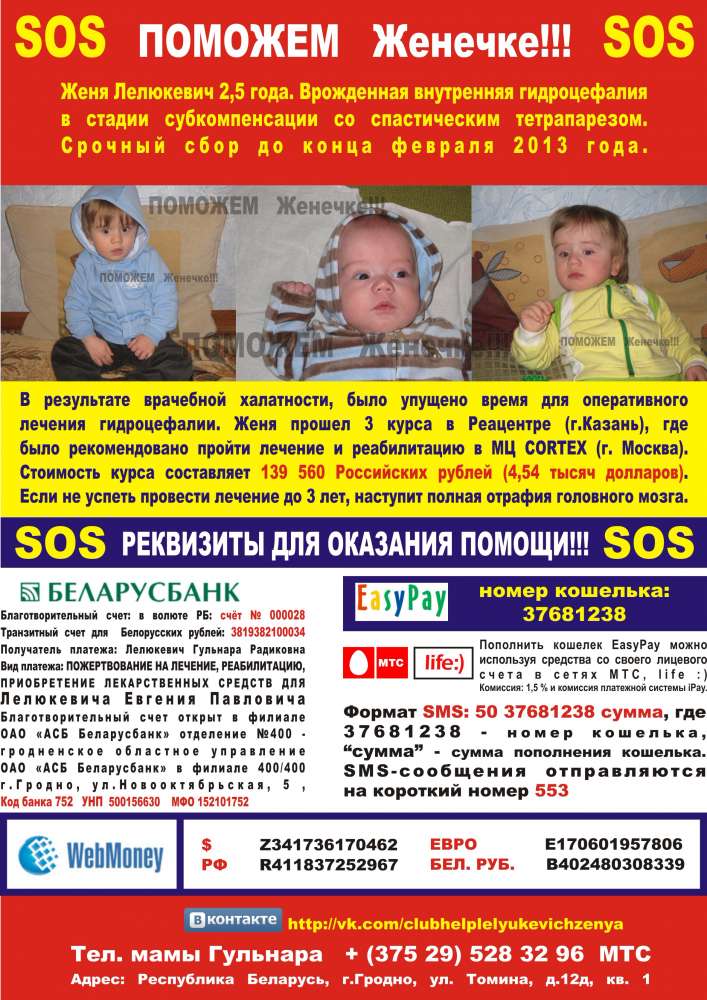 SOS ПОМОЖЕМ Женечке!!! SOS
Женя Лелюкевич 2,5 года. Врожденная внутренняя гидроцефалия
в стадии субкомпенсации со спастическим тетрапарезом.
Срочный сбор до конца февраля 2013 года.
ПОМОЖЕМ Женечке!!!
ПОМОЖЕМ Женечке!!!
ПОМОЖЕМ Женечке!!!
ПОМОЖЕМ Женечке!!!
В результате врачебной халатности, было упущено время для оперативного
лечения гидроцефалии. Женя прошел 3 курса в Реацентре (г.Казань), где
было рекомендовано пройти лечение и реабилитацию в МЦ CORTEX (г. Москва).
Стоимость курса составляет 139 560 Российских рублей (4,54 тысяч долларов).
Если не успеть провести лечение до 3 лет, наступит полная отрафия головного мозга.
SOS РЕКВИЗИТЫ ДЛЯ ОКАЗАНИЯ ПОМОЩИ!!! SOS
БЕЛАРУСБАНК
Благотворительный счет: в волюте РБ: счёт № 000028
Транзитный счет для Белорусских рублей: 3819382100034
Получатель платежа: Лелюкевич Гульнара Радиковна
Вид платежа: ПОЖЕРТВОВАНИЕ НА ЛЕЧЕНИЕ, РЕАБИЛИТАЦИЮ,
ПРИОБРЕТЕНИЕ ЛЕКАРСТВЕННЫХ СРЕДСТВ ДЛЯ
Лелюкевича Евгения Павловича
Благотворительный счет открыт в филиале
ОАО «АСБ Беларусбанк» отделение №400 -
гродненское областное управление
ОАО «АСБ Беларусбанк» в филиале 400/400
г.Гродно, ул.Новооктябрьская, 5 ,
Код банка 752 УНП 500156630 МФО 152101752
EasyPay
номер кошелька:
37681238
МТС
life:)
Пополнить кошелек EasyPay можно
используя средства со своего лицевого
счета в сетях МТС, life :)
Комиссия: 1,5 % и комиссия платежной системы iPay.
Формат SMS: 50 37681238 сумма, где
37681238 - номер кошелька,
“сумма” - сумма пополнения кошелька.
SMS-сообщения отправляются
на короткий номер 553
WebMoney
$ Z341736170462 ЕВРО E170601957806
РФ R411837252967 БЕЛ. РУБ. B402480308339
В контакте http://vk.com/clubhelplelyukevichzenya
Тел. мамы Гульнара + (375 29) 528 32 96 МТС
Адрес: Республика Беларусь, г.Гродно, ул. Томина, д.12д, кв. 1